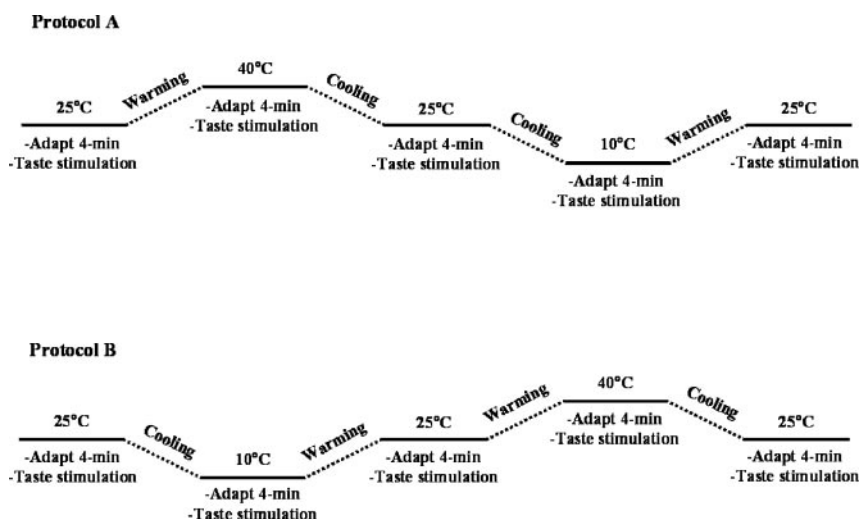 Protocol A
40°C
25°C
Warming
Cooling
25°C
25°C
-Adapt 4-min
-Taste stimulation
Cooling
10°C
Warming
-Adapt 4-min
-Taste stimulation
-Adapt 4-min
-Taste stimulation
-Adapt 4-min
-Taste stimulation
-Adapt 4-min
-Taste stimulation
Protocol B
40°C
25°C
25°C
Warming
Cooling
25°C
Cooling
Warming
-Adapt 4-min
-Taste stimulation
-Adapt 4-min
-Taste stimulation
10°C
-Adapt 4-min
-Taste stimulation
-Adapt 4-min
-Taste stimulation
-Adapt 4-min
-Taste stimulation